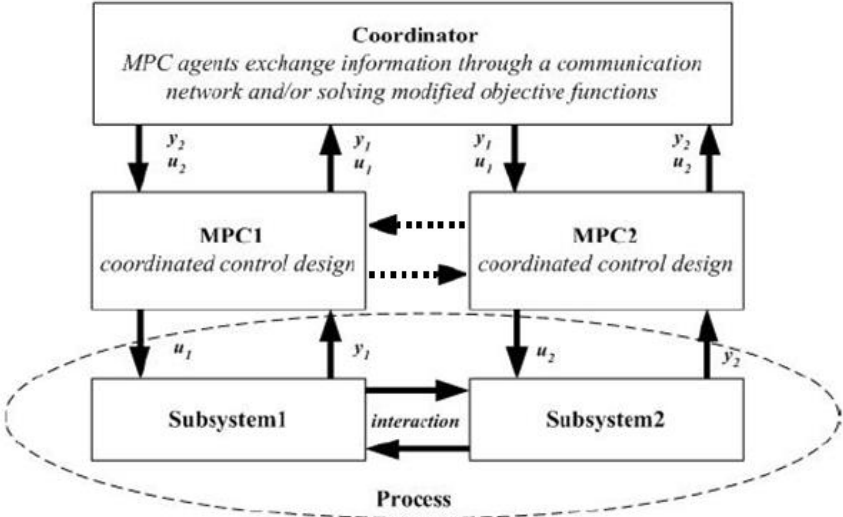 Coordinator
MPC agents exchange information through a communication
network and/or solving modified objective functions
y₂ y₁ y₁ y₂
u₂ u₁ u₁ u₂
MPC1 MPC2
coordinated control design coordinated control design
u₁ y₁ u₂ y₂
Subsystem1 interaction Subsystem2
Process